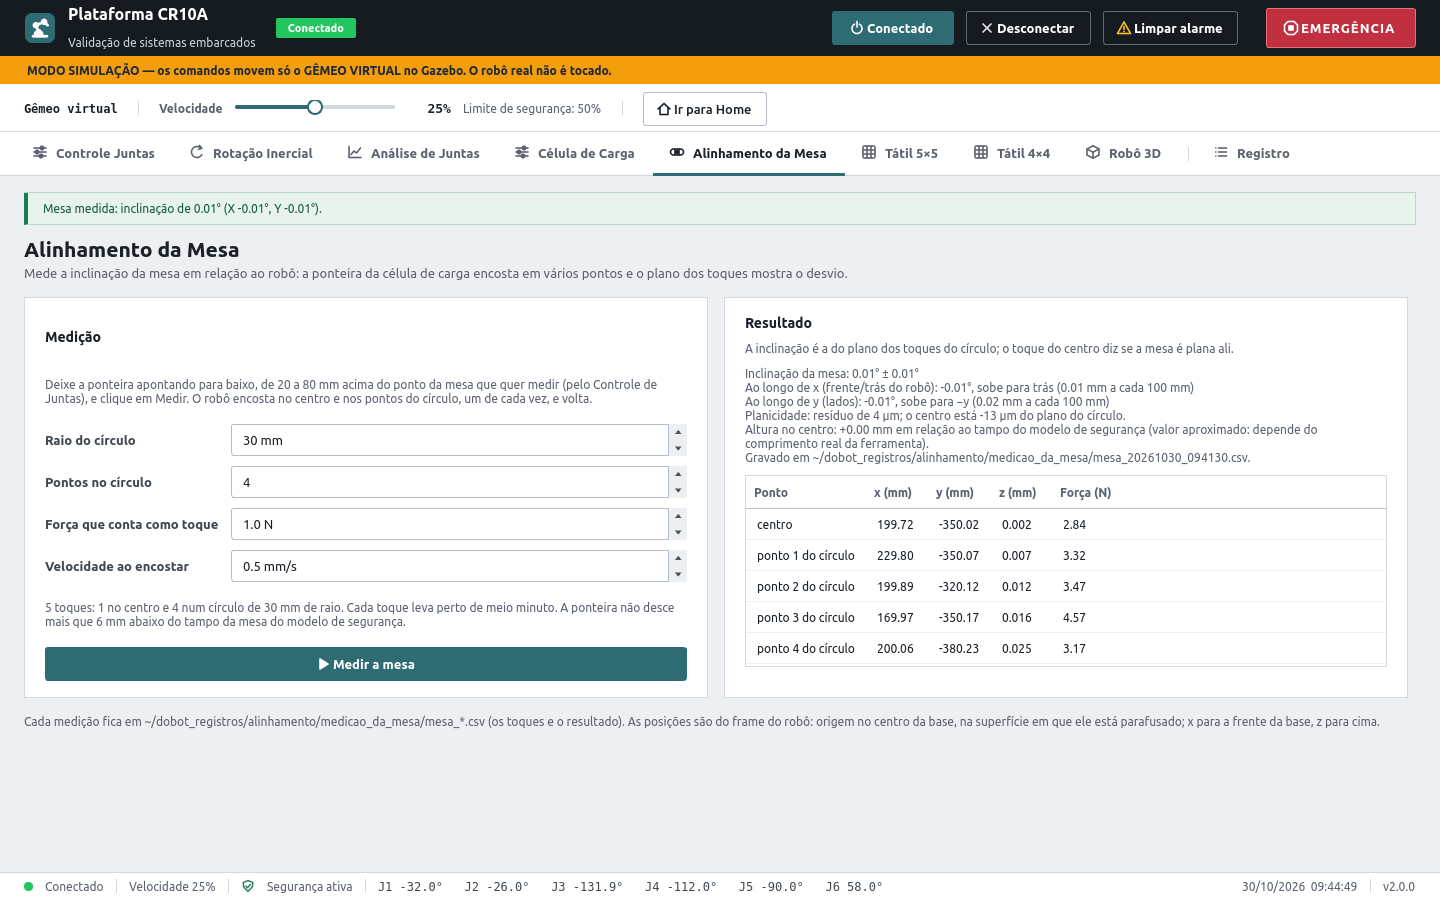 Plataforma CR10A
Validação de sistemas embarcados
Conectado
Conectado
Desconectar
Limpar alarme
EMERGÊNCIA
MODO SIMULAÇÃO — os comandos movem só o GÊMEO VIRTUAL no Gazebo. O robô real não é tocado.
Gêmeo virtual
Velocidade
25%
Limite de segurança: 50%
Ir para Home
Controle Juntas
Rotação Inercial
Análise de Juntas
Célula de Carga
Alinhamento da Mesa
Tátil 5×5
Tátil 4×4
Robô 3D
Registro
Mesa medida: inclinação de 0.01° (X -0.01°, Y -0.01°).
Alinhamento da Mesa
Mede a inclinação da mesa em relação ao robô: a ponteira da célula de carga encosta em vários pontos e o plano dos toques mostra o desvio.
Medição
Deixe a ponteira apontando para baixo, de 20 a 80 mm acima do ponto da mesa que quer medir (pelo Controle de
Juntas), e clique em Medir. O robô encosta no centro e nos pontos do círculo, um de cada vez, e volta.
Raio do círculo
30 mm
Pontos no círculo
4
Força que conta como toque
1.0 N
Velocidade ao encostar
0.5 mm/s
5 toques: 1 no centro e 4 num círculo de 30 mm de raio. Cada toque leva perto de meio minuto. A ponteira não desce
mais que 6 mm abaixo do tampo da mesa do modelo de segurança.
Medir a mesa
Resultado
A inclinação é a do plano dos toques do círculo; o toque do centro diz se a mesa é plana ali.
Inclinação da mesa: 0.01° ± 0.01°
Ao longo de x (frente/trás do robô): -0.01°, sobe para trás (0.01 mm a cada 100 mm)
Ao longo de y (lados): -0.01°, sobe para −y (0.02 mm a cada 100 mm)
Planicidade: resíduo de 4 µm; o centro está -13 µm do plano do círculo.
Altura no centro: +0.00 mm em relação ao tampo do modelo de segurança (valor aproximado: depende do
comprimento real da ferramenta).
Gravado em ~/dobot_registros/alinhamento/medicao_da_mesa/mesa_20261030_094130.csv.
Ponto x (mm) y (mm) z (mm) Força (N)
centro 199.72 -350.02 0.002 2.84
ponto 1 do círculo 229.80 -350.07 0.007 3.32
ponto 2 do círculo 199.89 -320.12 0.012 3.47
ponto 3 do círculo 169.97 -350.17 0.016 4.57
ponto 4 do círculo 200.06 -380.23 0.025 3.17
Cada medição fica em ~/dobot_registros/alinhamento/medicao_da_mesa/mesa_*.csv (os toques e o resultado). As posições são do frame do robô: origem no centro da base, na superfície em que ele está parafusado; x para a frente da base, z para cima.
Conectado
Velocidade 25%
Segurança ativa
J1 -32.0° J2 -26.0° J3 -131.9° J4 -112.0° J5 -90.0° J6 58.0°
30/10/2026 09:44:49
v2.0.0